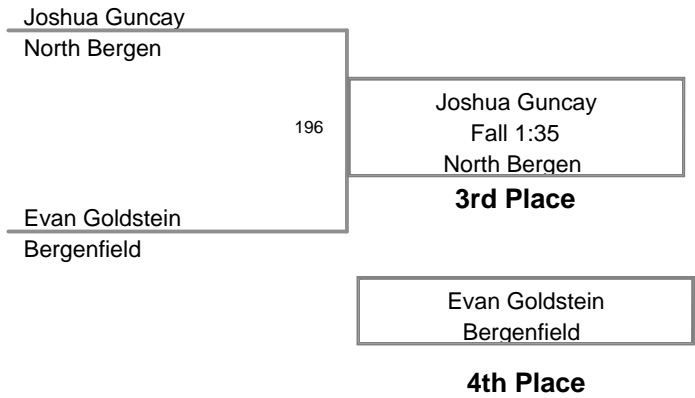 Joshua Guncay
North Bergen
196
Joshua Guncay
Fall 1:35
North Bergen
3rd Place
Evan Goldstein
Bergenfield
Evan Goldstein
Bergenfield
4th Place